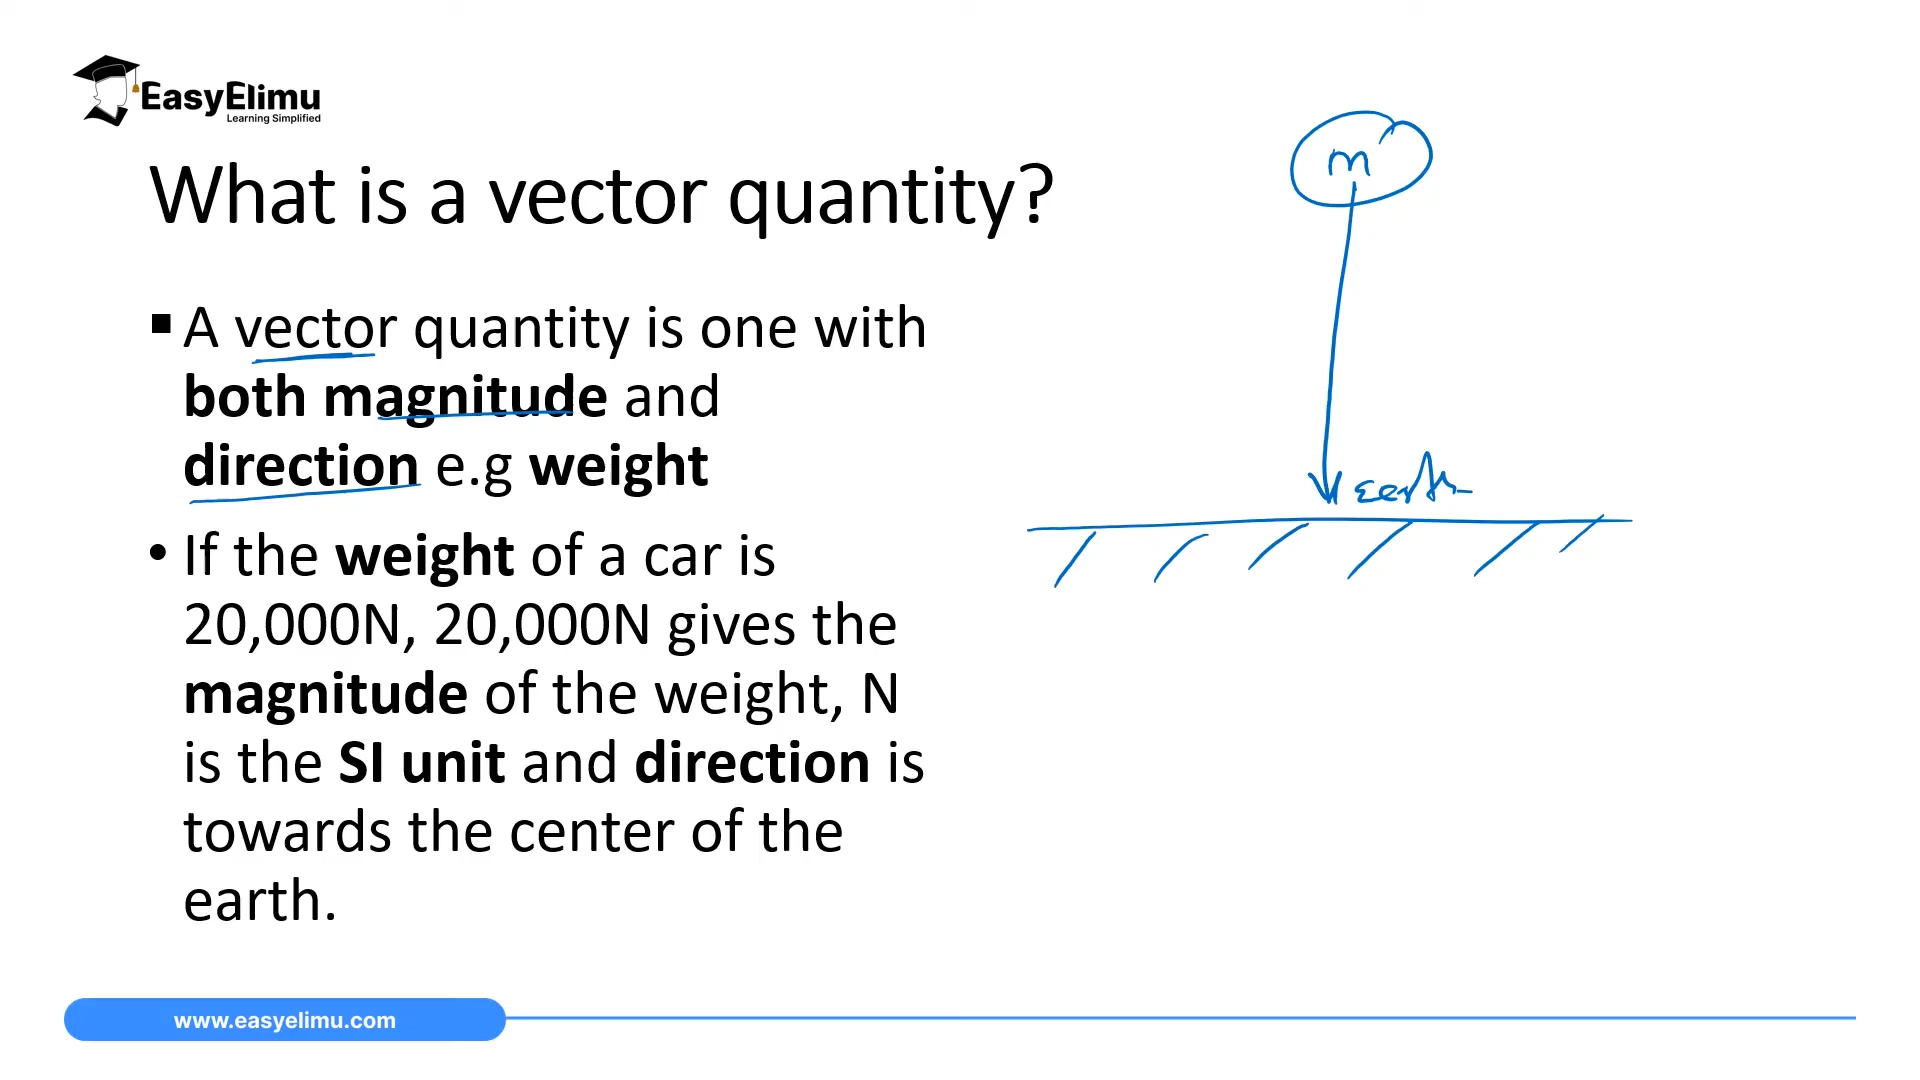 EasyElimu
Learning Simplified
What is a vector quantity?
▪ A vector quantity is one with
both magnitude and
direction e.g weight
• If the weight of a car is
20,000N, 20,000N gives the
magnitude of the weight, N
is the SI unit and direction is
towards the center of the
earth.
m
earth
www.easyelimu.com